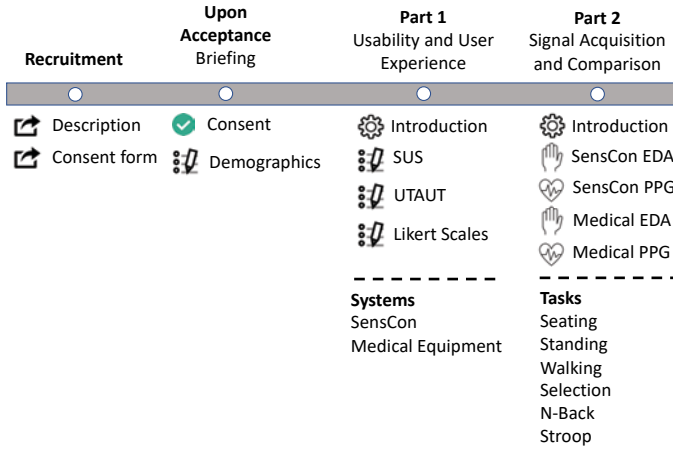 Recruitment
Upon
Acceptance
Briefing
Part 1
Usability and User
Experience
Part 2
Signal Acquisition
and Comparison
Description
Consent form
Consent
Demographics
Introduction
SUS
UTAUT
Likert Scales
Systems
SensCon
Medical Equipment
Introduction
SensCon EDA
SensCon PPG
Medical EDA
Medical PPG
Tasks
Seating
Standing
Walking
Selection
N-Back
Stroop